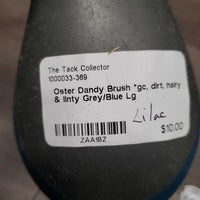 The Tack Collector
1000033-369
Oster Dandy Brush *gc, dirt, hairy
& linty Grey/Blue Lg
Lilac
$10.00
ZAA1BZ